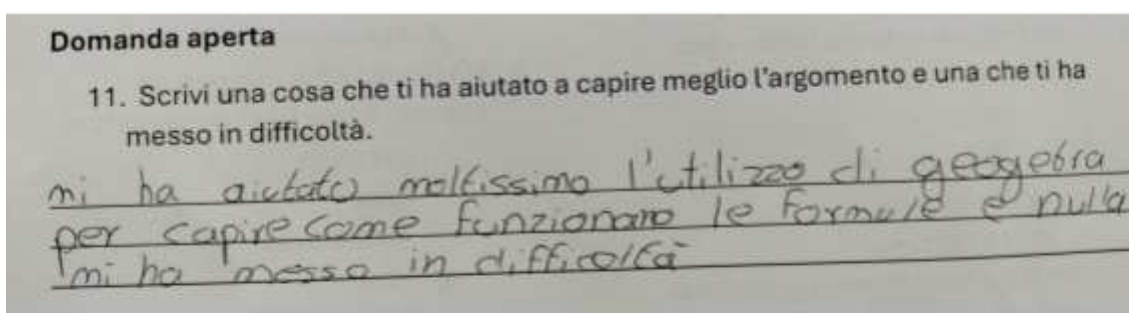 Domanda aperta
11. Scrivi una cosa che ti ha aiutato a capire meglio l'argomento e una che ti ha
messo in difficoltà.
mi ha aiutato moltissimo l'utilizzo di geogebra
per capire come funzionano le formule e nulla
mi ha messo in difficoltà